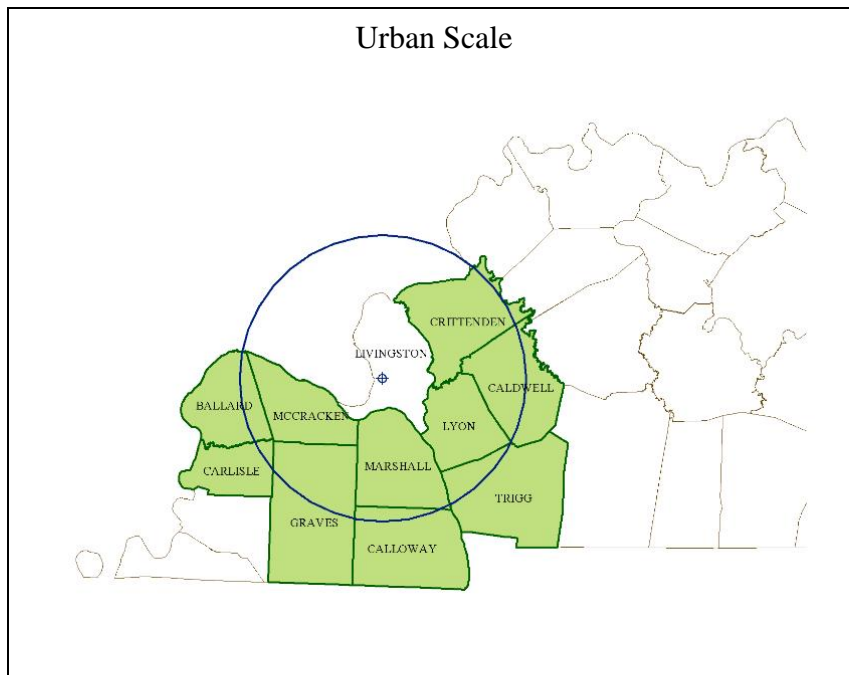 Urban Scale
CRITTENDEN
LIVINGSTON
CALDWELL
BALLARD
MCCRACKEN
LYON
MARSHALL
CARLISLE
TRIGG
GRAVES
CALLOWAY